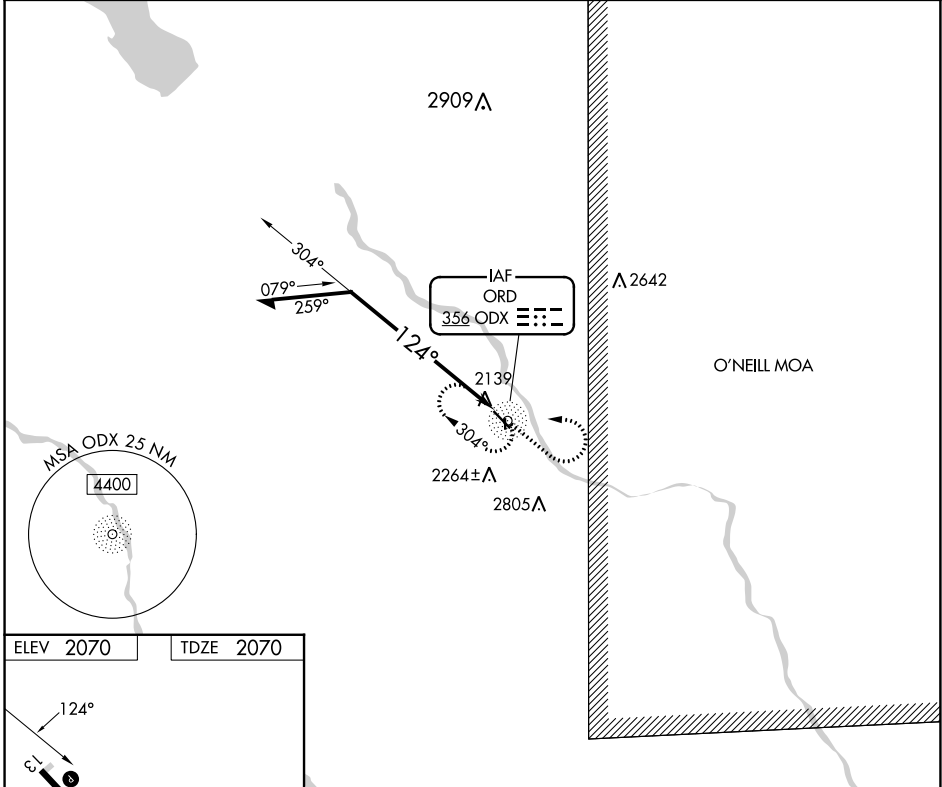 2909
304°
079°
259°
124°
IAF
ORD
356 ODX
2642
O'NEILL MOA
2139
304°
2264±
2805
MSA ODX 25 NM
4400
ELEV 2070
TDZE 2070
124°
13
P